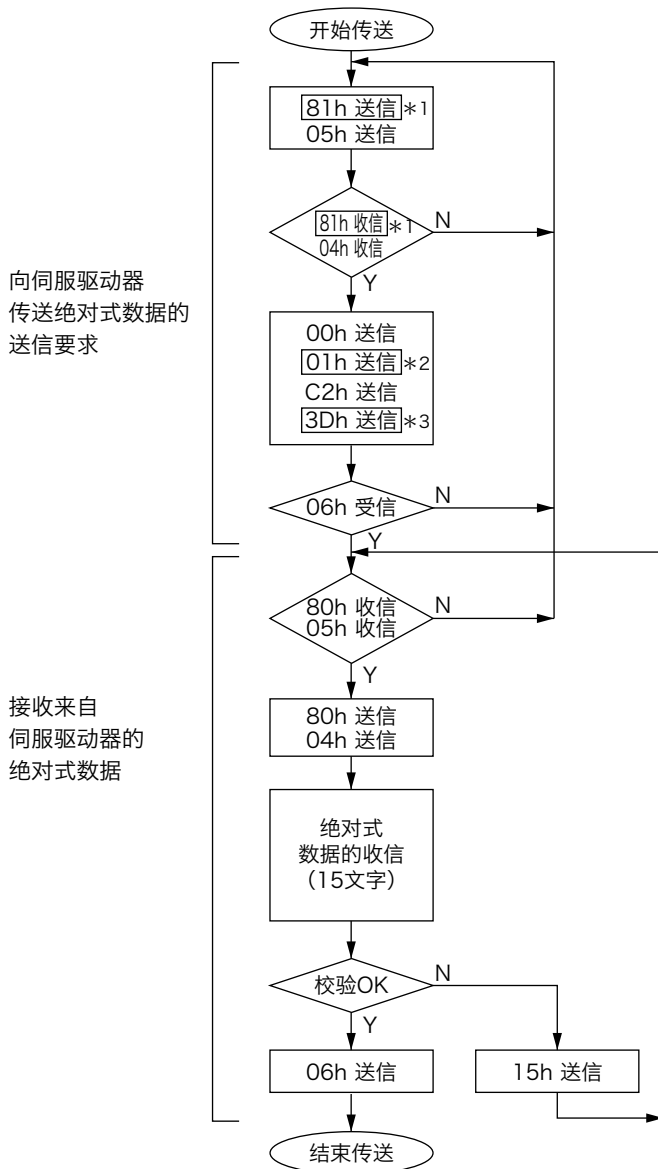 开始传送
81h 送信＊1
05h 送信
81h 收信＊1
04h 收信
N
Y
向伺服驱动器
传送绝对式数据的
送信要求
00h 送信
01h 送信＊2
C2h 送信
3Dh 送信＊3
06h 受信
N
Y
80h 收信
05h 收信
N
Y
接收来自
伺服驱动器的
绝对式数据
80h 送信
04h 送信
绝对式
数据的收信
（15文字）
校验OK
N
Y
06h 送信
15h 送信
结束传送